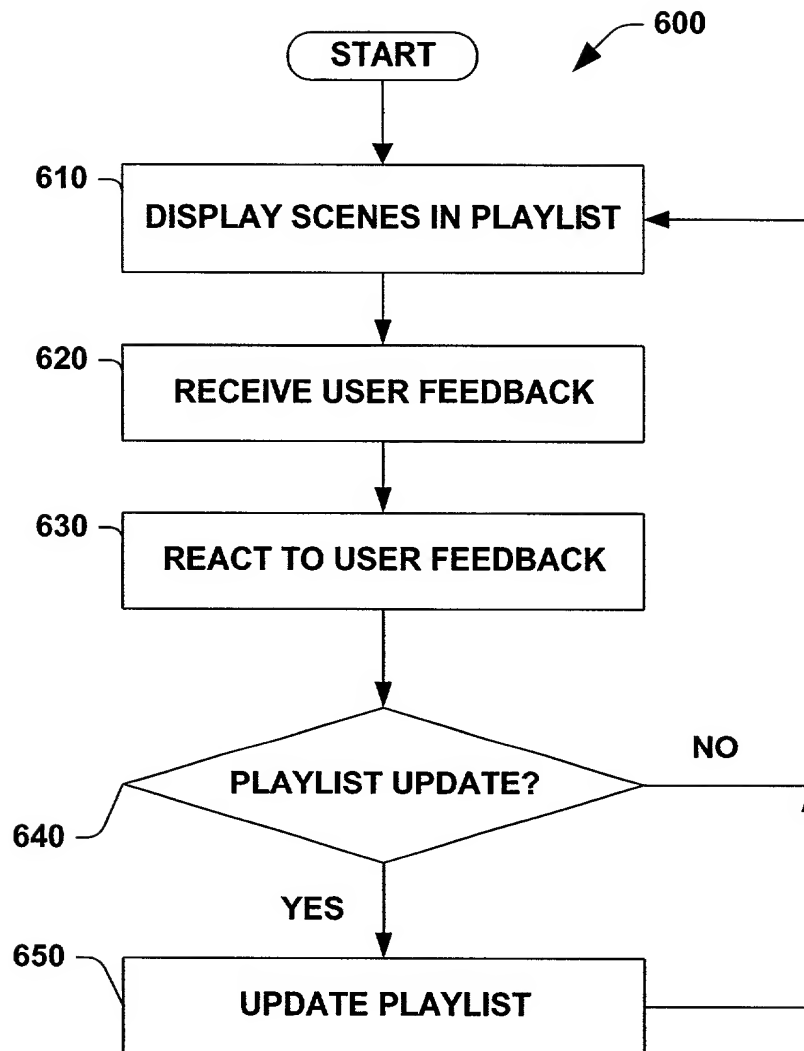 600
START
610
DISPLAY SCENES IN PLAYLIST
620
RECEIVE USER FEEDBACK
630
REACT TO USER FEEDBACK
NO
PLAYLIST UPDATE?
640
YES
650
UPDATE PLAYLIST